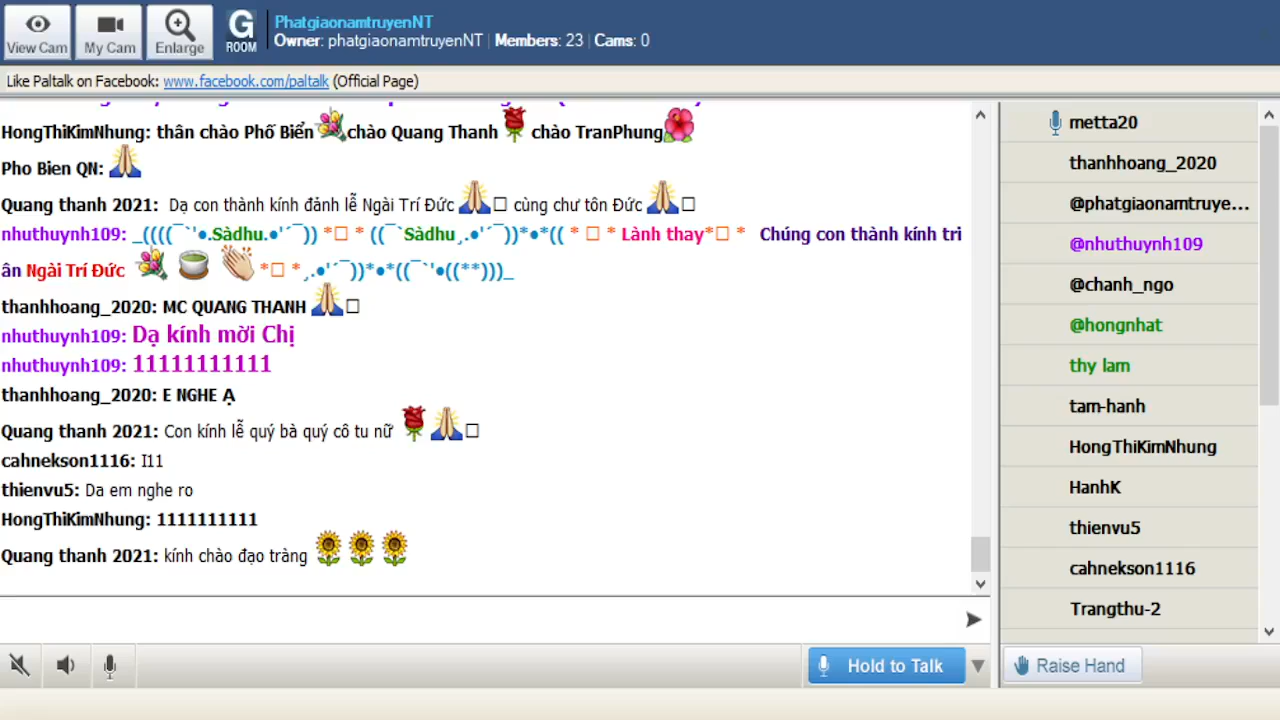 View Cam
My Cam
Enlarge
G ROOM
PhatgiaonamtruyenNT
Owner: phatgiaonamtruyenNT | Members: 23 | Cams: 0
Like Paltalk on Facebook: www.facebook.com/paltalk (Official Page)
HongThiKimNhung: thân chào Phố Biển chào Quang Thanh chào TranPhung
Pho Bien QN:
Quang thanh 2021: Dạ con thành kính đảnh lễ Ngài Trí Đức cùng chư tôn Đức
nhuthuynh109: _((((¯`'●.Sàdhu.●'´¯)) *□ * ((¯`Sàdhu¸.●'´¯))*●*(( * □ * Lành thay*□ * Chúng con thành kính tri
ân Ngài Trí Đức *□ *¸.●'´¯))*●*((¯`'●((**)))_
thanhhoang_2020: MC QUANG THANH
nhuthuynh109: Dạ kính mời Chị
nhuthuynh109: 11111111111
thanhhoang_2020: E NGHE Ạ
Quang thanh 2021: Con kính lễ quý bà quý cô tu nữ
cahnekson1116: I11
thienvu5: Da em nghe ro
HongThiKimNhung: 1111111111
Quang thanh 2021: kính chào đạo tràng
Hold to Talk
metta20
thanhhoang_2020
@phatgiaonamtruye...
@nhuthuynh109
@chanh_ngo
@hongnhat
thy lam
tam-hanh
HongThiKimNhung
HanhK
thienvu5
cahnekson1116
Trangthu-2
Raise Hand